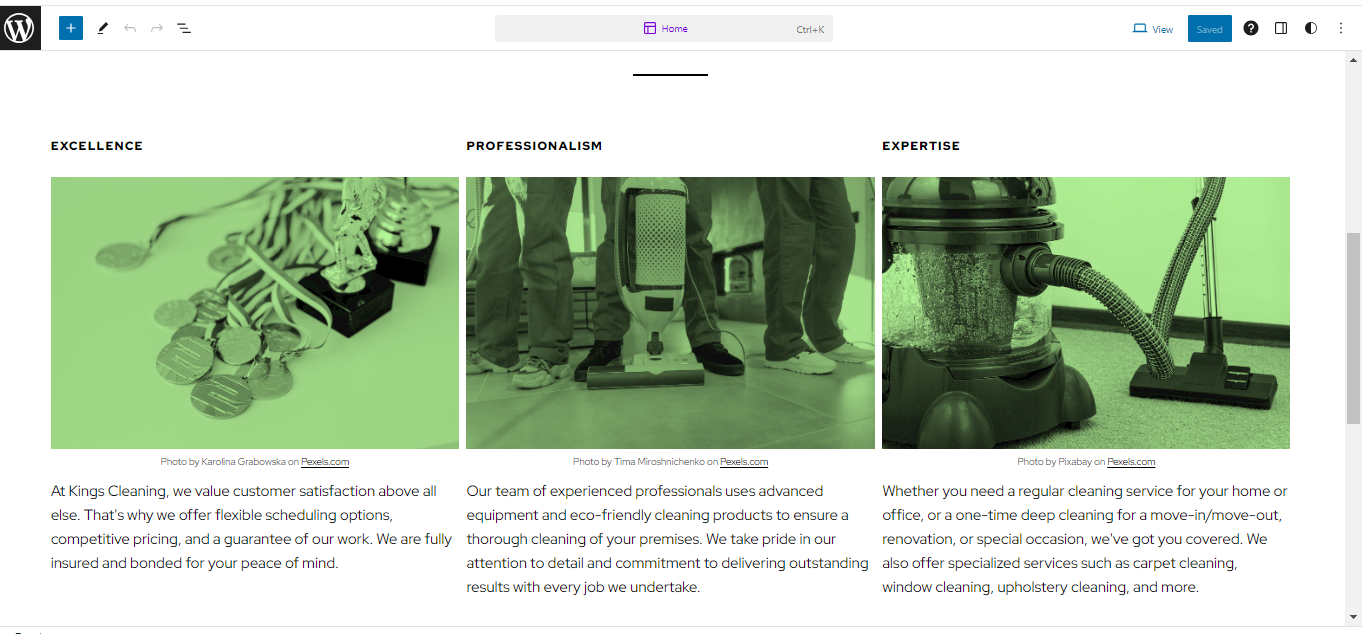 Home
Ctrl+K
View
Saved
EXCELLENCE
PROFESSIONALISM
EXPERTISE
Photo by Karolina Grabowska on Pexels.com
Photo by Tima Miroshnichenko on Pexels.com
Photo by Pixabay on Pexels.com
At Kings Cleaning, we value customer satisfaction above all
else. That's why we offer flexible scheduling options,
competitive pricing, and a guarantee of our work. We are fully
insured and bonded for your peace of mind.
Our team of experienced professionals uses advanced
equipment and eco-friendly cleaning products to ensure a
thorough cleaning of your premises. We take pride in our
attention to detail and commitment to delivering outstanding
results with every job we undertake.
Whether you need a regular cleaning service for your home or
office, or a one-time deep cleaning for a move-in/move-out,
renovation, or special occasion, we've got you covered. We
also offer specialized services such as carpet cleaning,
window cleaning, upholstery cleaning, and more.